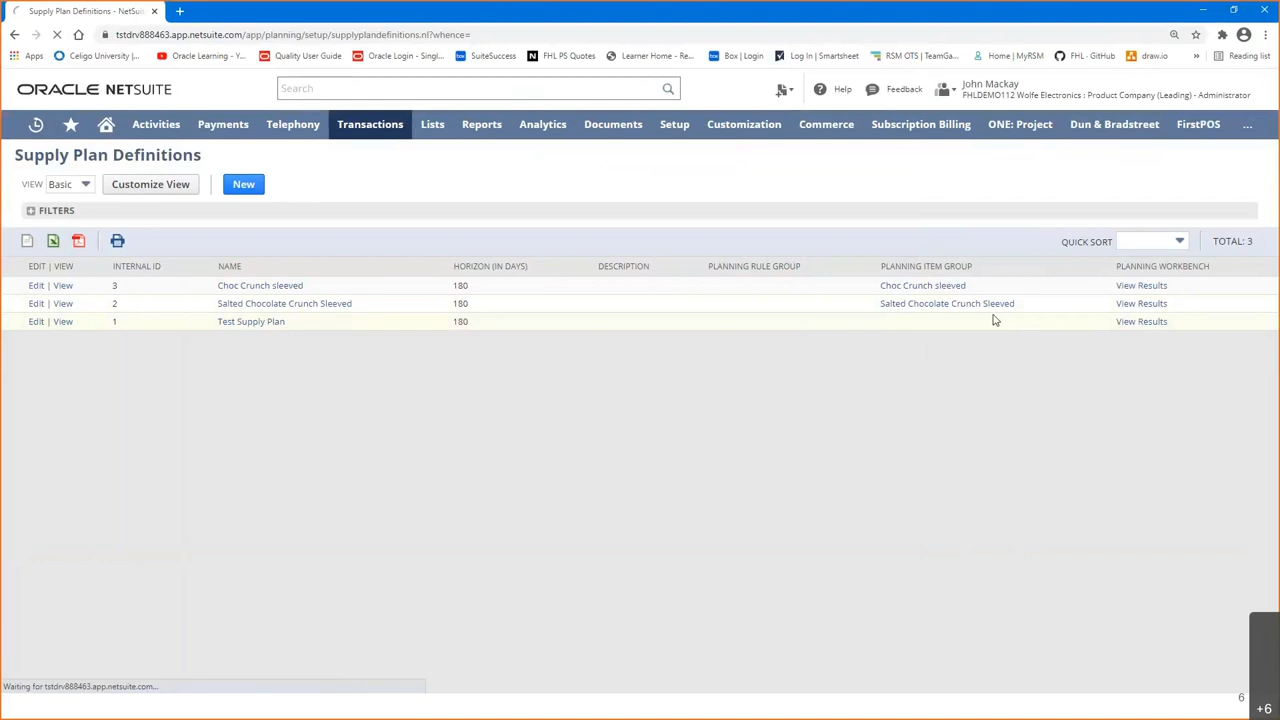 Supply Plan Definitions - NetSui
tstdrv888463.app.netsuite.com/app/planning/setup/supplyplandefinitions.nl?whence=
Apps Celigo University |... Oracle Learning - Y... Quality User Guide Oracle Login - Singl... SuiteSuccess FHL PS Quotes Learner Home - Re... Box | Login Log In | Smartsheet RSM OTS | TeamGa... Home | MyRSM FHL · GitHub draw.io » Reading list
ORACLE NETSUITE Search Help Feedback John Mackay
FHLDEMO112 Wolfe Electronics : Product Company (Leading) - Administrator
Activities Payments Telephony Transactions Lists Reports Analytics Documents Setup Customization Commerce Subscription Billing ONE: Project Dun & Bradstreet FirstPOS ...
Supply Plan Definitions
VIEW Basic Customize View New
FILTERS
QUICK SORT TOTAL: 3
EDIT | VIEW INTERNAL ID NAME HORIZON (IN DAYS) DESCRIPTION PLANNING RULE GROUP PLANNING ITEM GROUP PLANNING WORKBENCH
Edit | View 3 Choc Crunch sleeved 180 Choc Crunch sleeved View Results
Edit | View 2 Salted Chocolate Crunch Sleeved 180 Salted Chocolate Crunch Sleeved View Results
Edit | View 1 Test Supply Plan 180 View Results
Waiting for tstdrv888463.app.netsuite.com...
6
+6